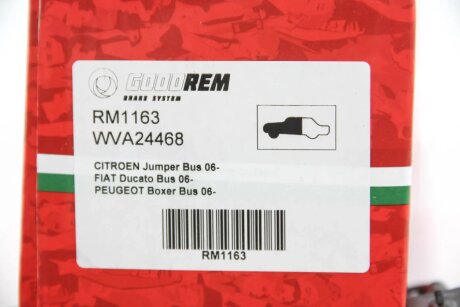 GOODREM
BRAKE SYSTEM
RM1163
WVA24468
CITROEN Jumper Bus 06-
FIAT Ducato Bus 06-
PEUGEOT Boxer Bus 06-
RM1163